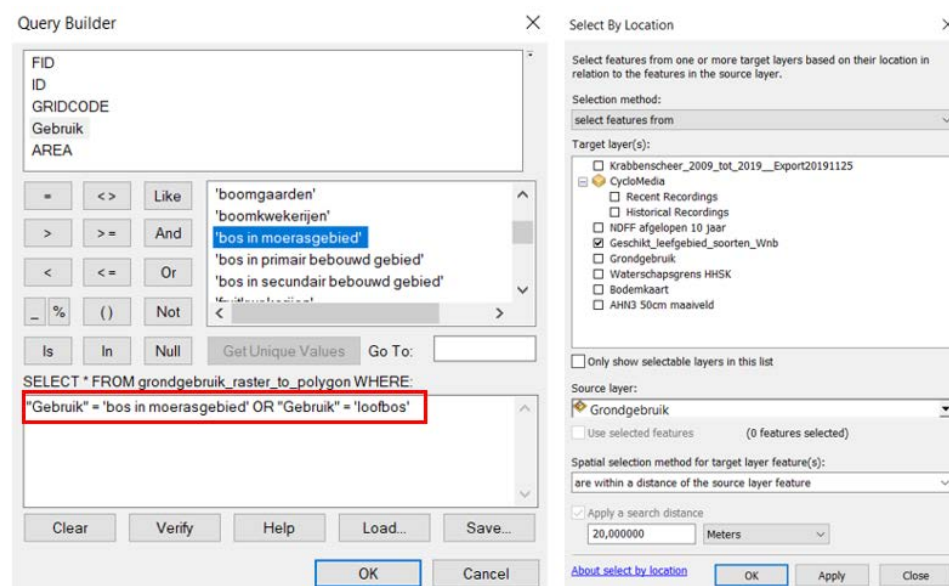 Query Builder
FID
ID
GRIDCODE
Gebruik
AREA
= < > Like
> > = And
< < = Or
_ % ( ) Not
Is In Null
'boomgaarden'
'boomkwekerijen'
'bos in moerasgebied'
'bos in primair bebouwd gebied'
'bos in secundair bebouwd gebied'
Get Unique Values Go To:
SELECT * FROM grondgebruik_raster_to_polygon WHERE:
"Gebruik" = 'bos in moerasgebied' OR "Gebruik" = 'loofbos'
Clear Verify Help Load... Save...
OK Cancel
Select By Location
Select features from one or more target layers based on their location in
relation to the features in the source layer.
Selection method:
select features from
Target layer(s):
Krabbenscheer_2009_tot_2019__Export20191125
CycloMedia
Recent Recordings
Historical Recordings
NDFF afgelopen 10 jaar
Geschikt_leefgebied_soorten_Wnb
Grondgebruik
Waterschapsgrens HHSK
Bodemkaart
AHN3 50cm maaiveld
Only show selectable layers in this list
Source layer:
Grondgebruik
Use selected features (0 features selected)
Spatial selection method for target layer feature(s):
are within a distance of the source layer feature
Apply a search distance
20,000000 Meters
About select by location OK Apply Close